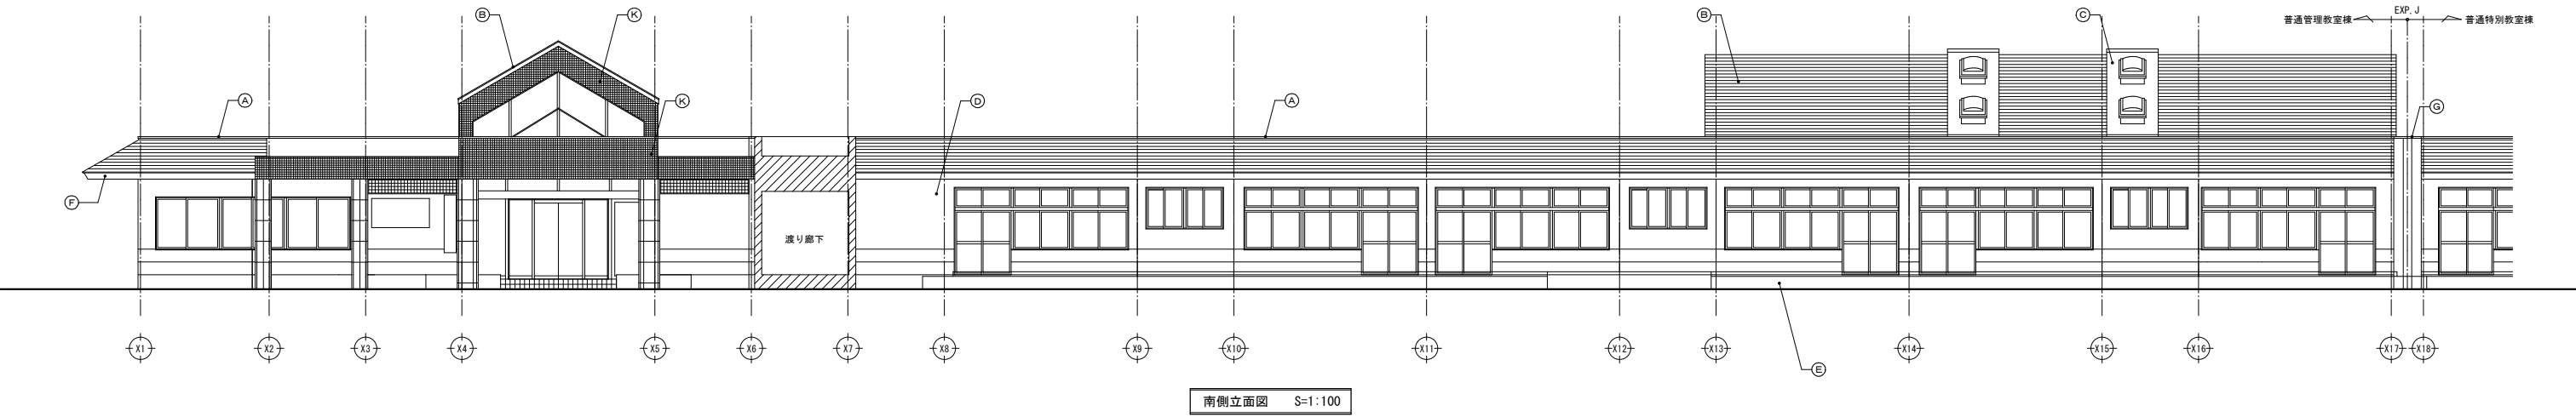 Ⓑ Ⓚ Ⓑ Ⓒ
EXP.J
普通管理教室棟 普通特別教室棟
Ⓐ Ⓚ Ⓓ Ⓐ Ⓖ
Ⓕ
渡り廊下
X1 X2 X3 X4 X5 X6 X7 X8 X9 X10 X11 X12 X13 X14 X15 X16 X17 X18
Ⓔ
南側立面図 S=1:100